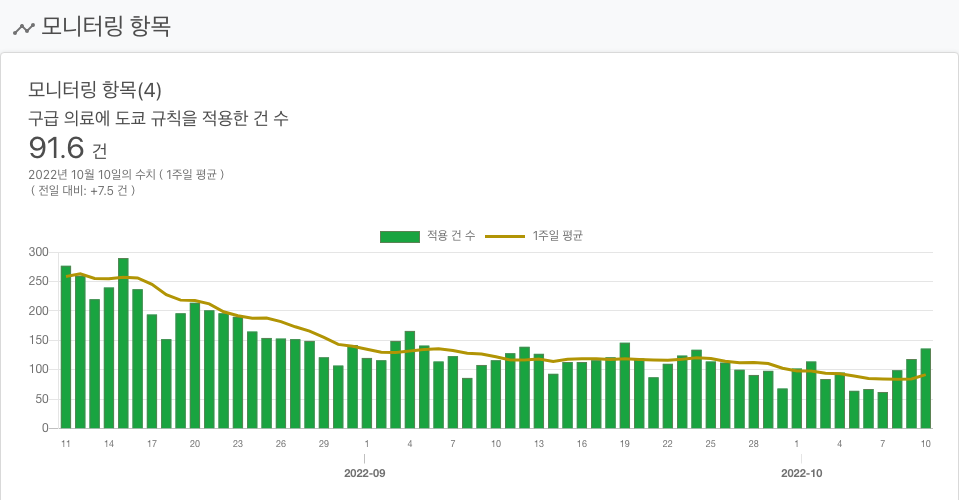 모니터링 항목
모니터링 항목(4)
구급 의료에 도쿄 규칙을 적용한 건 수
91.6 건
2022년 10월 10일의 수치 ( 1주일 평균 )
( 전일 대비: +7.5 건 )
적용 건 수 1주일 평균
300
250
200
150
100
50
0
11 14 17 20 23 26 29 1 4 7 10 13 16 19 22 25 28 1 4 7 10
2022-09 2022-10